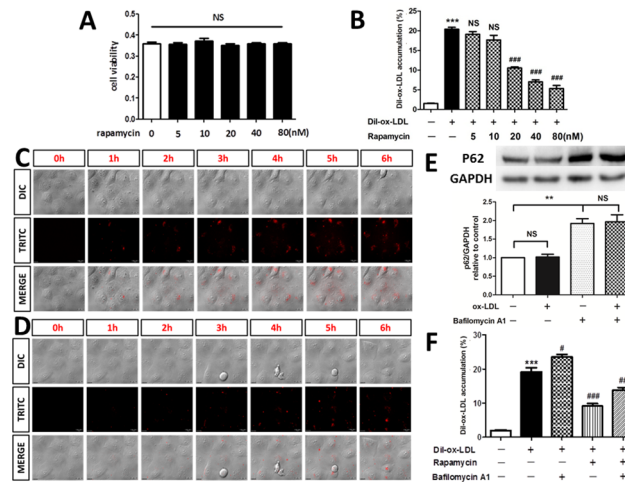 A
NS
cell viability
0.5
0.4
0.3
0.2
0.1
0.0
rapamycin 0 5 10 20 40 80(nM)
B
Dil-ox-LDL accumulation (%)
25
20
15
10
5
0
*** NS NS ### ### ###
Dil-ox-LDL — + + + + + +
Rapamycin — — 5 10 20 40 80(nM)
C
0h 1h 2h 3h 4h 5h 6h
DIC
TRITC
MERGE
D
0h 1h 2h 3h 4h 5h 6h
DIC
TRITC
MERGE
E
P62
GAPDH
p62/GAPDH
relative to control
2.5
2.0
1.5
1.0
0.5
0.0
** NS
NS
ox-LDL — + — +
Bafilomycin A1 — — + +
F
Dil-ox-LDL accumulation (%)
30
20
10
0
*** # ### ##
Dil-ox-LDL — + + + +
Rapamycin — — — + +
Bafilomycin A1 — — + — +